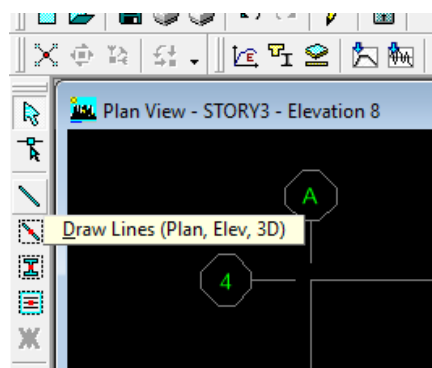 Plan View - STORY3 - Elevation 8
A
Draw Lines (Plan, Elev, 3D)
4